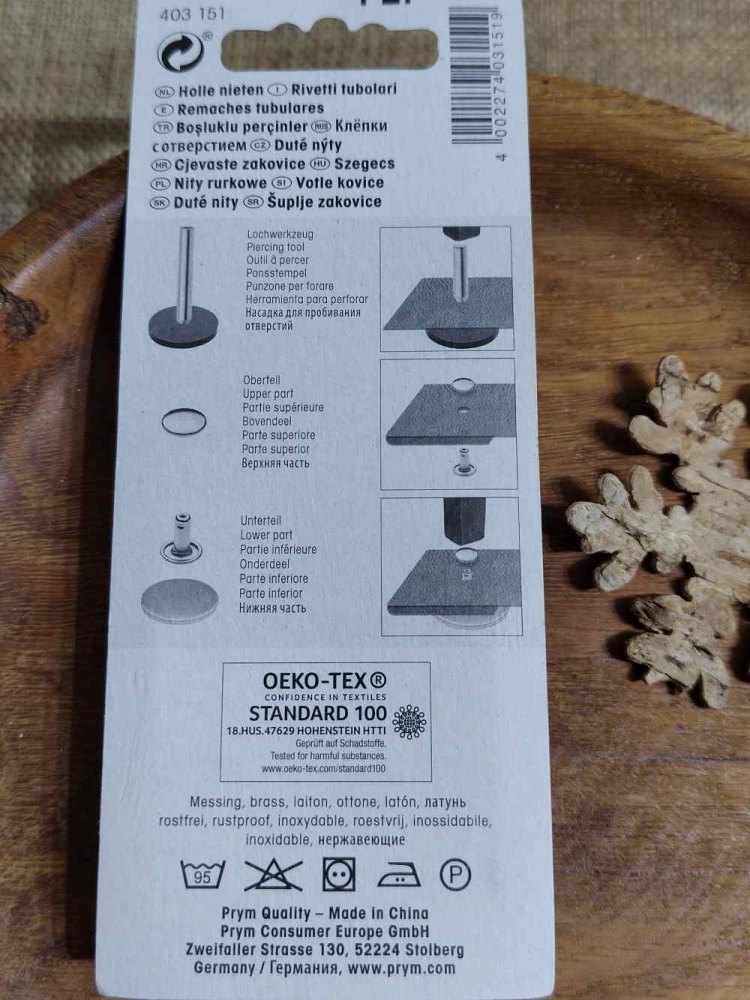 403 151
®
NL Holle nieten I Rivetti tubolari
E Remaches tubulares
TR Boşluklu perçinler RUS Клёпки
с отверстием CZ Duté nýty
HR Cjevaste zakovice HU Szegecs
PL Nity rurkowe SI Votle kovice
SK Duté nity SR Šuplje zakovice
4 002274 031519
Lochwerkzeug
Piercing tool
Outil à percer
Ponsstempel
Punzone per forare
Herramienta para perforar
Насадка для пробивания
отверстий
Oberteil
Upper part
Partie supérieure
Bovendeel
Parte superiore
Parte superior
Верхняя часть
Unterteil
Lower part
Partie inférieure
Onderdeel
Parte inferiore
Parte inferior
Нижняя часть
OEKO-TEX®
CONFIDENCE IN TEXTILES
STANDARD 100
18.HUS.47629 HOHENSTEIN HTTI
Geprüft auf Schadstoffe.
Tested for harmful substances.
www.oeko-tex.com/standard100
Messing, brass, laiton, ottone, latón, латунь
rostfrei, rustproof, inoxydable, roestvrij, inossidabile,
inoxidable, нержавеющие
95
P
Prym Quality – Made in China
Prym Consumer Europe GmbH
Zweifaller Strasse 130, 52224 Stolberg
Germany / Германия, www.prym.com